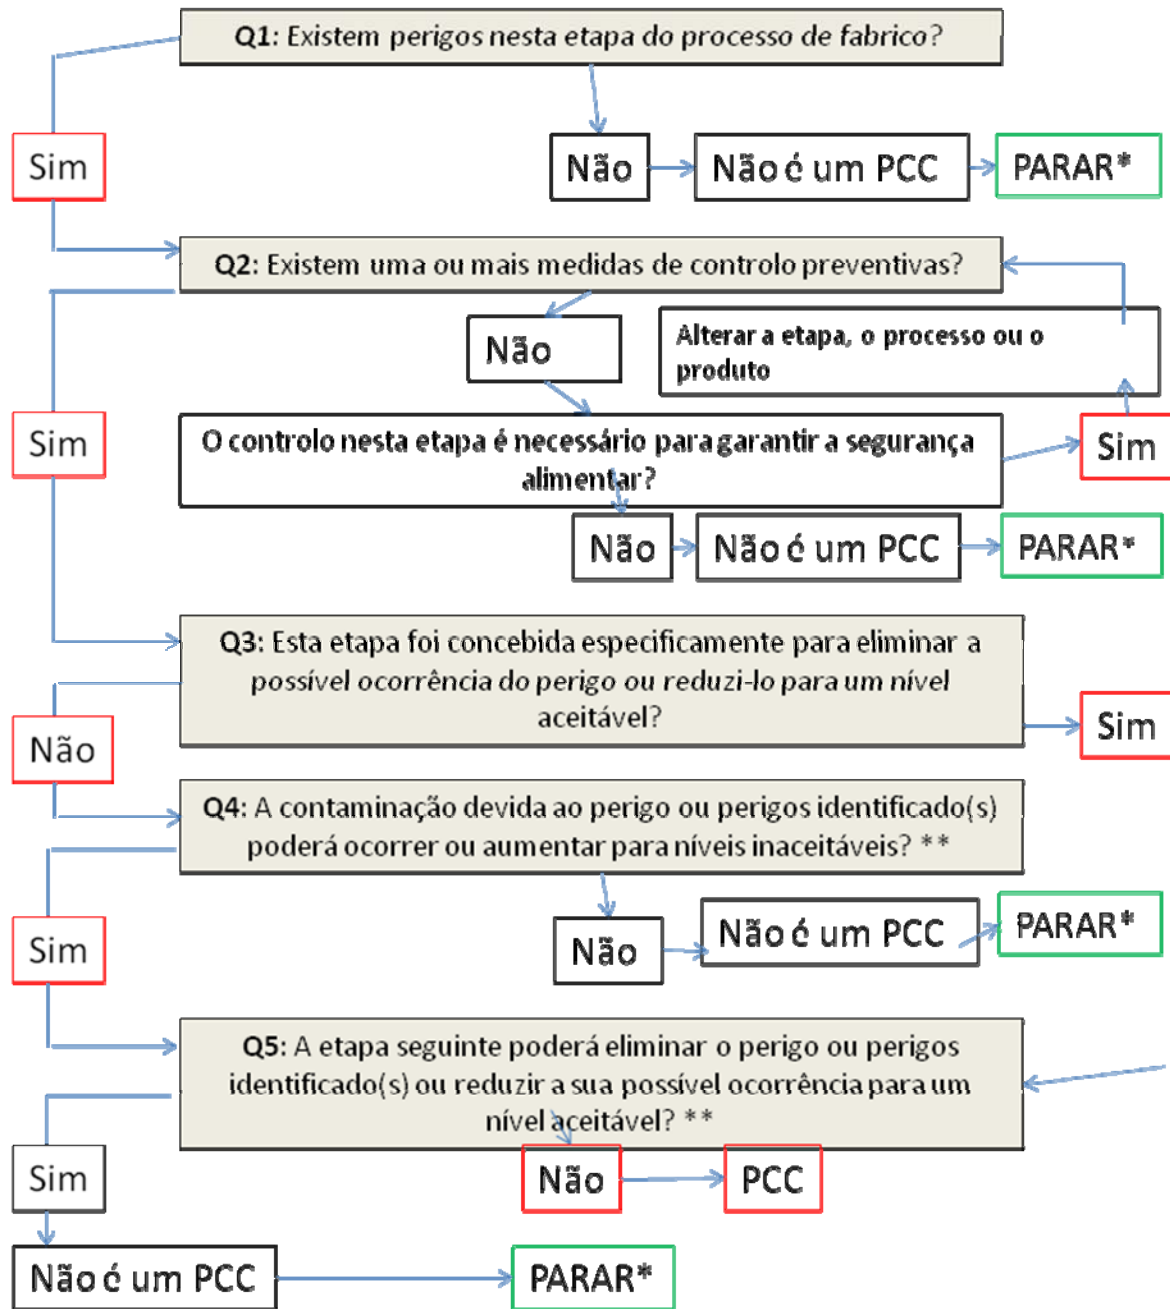 Q1: Existem perigos nesta etapa do processo de fabrico?
Sim
Não
Não é um PCC
PARAR*
Q2: Existem uma ou mais medidas de controlo preventivas?
Não
Alterar a etapa, o processo ou o
produto
Sim
O controlo nesta etapa é necessário para garantir a segurança
alimentar?
Sim
Não
Não é um PCC
PARAR*
Q3: Esta etapa foi concebida especificamente para eliminar a
possível ocorrência do perigo ou reduzi-lo para um nível
aceitável?
Sim
Não
Q4: A contaminação devida ao perigo ou perigos identificado(s)
poderá ocorrer ou aumentar para níveis inaceitáveis? **
Não
Não é um PCC
PARAR*
Sim
Q5: A etapa seguinte poderá eliminar o perigo ou perigos
identificado(s) ou reduzir a sua possível ocorrência para um
nível aceitável? **
Sim
Não
PCC
Não é um PCC
PARAR*